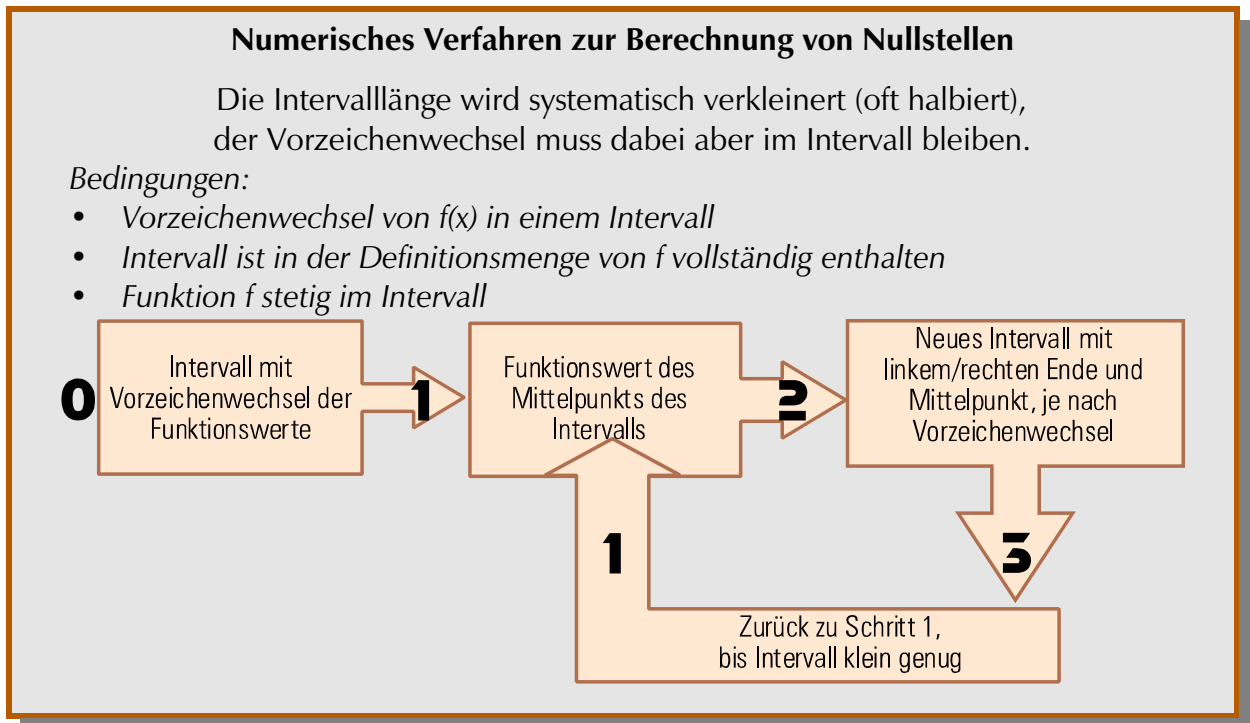 Numerisches Verfahren zur Berechnung von Nullstellen
Die Intervalllänge wird systematisch verkleinert (oft halbiert),
der Vorzeichenwechsel muss dabei aber im Intervall bleiben.
Bedingungen:
• Vorzeichenwechsel von f(x) in einem Intervall
• Intervall ist in der Definitionsmenge von f vollständig enthalten
• Funktion f stetig im Intervall
0
Intervall mit
Vorzeichenwechsel der
Funktionswerte
1
Funktionswert des
Mittelpunkts des
Intervalls
2
Neues Intervall mit
linkem/rechten Ende und
Mittelpunkt, je nach
Vorzeichenwechsel
3
Zurück zu Schritt 1,
bis Intervall klein genug
1